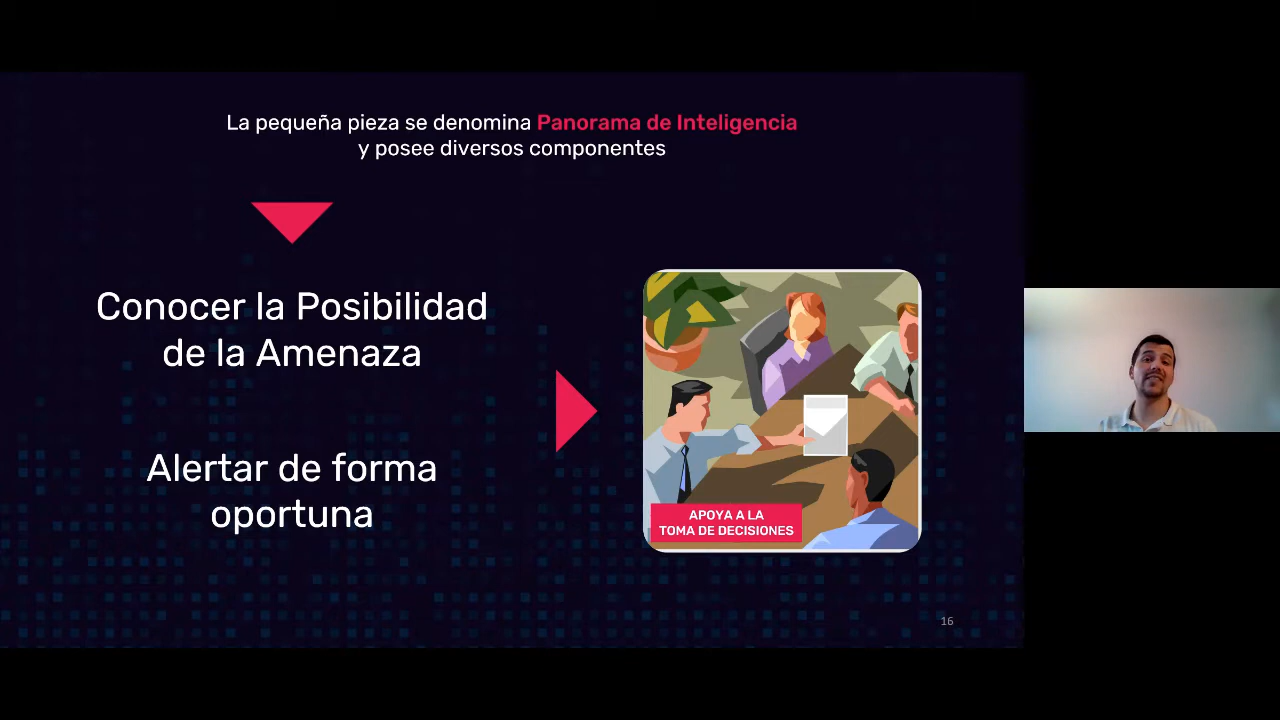 La pequeña pieza se denomina Panorama de Inteligencia
y posee diversos componentes
Conocer la Posibilidad
de la Amenaza
Alertar de forma
oportuna
APOYA A LA
TOMA DE DECISIONES
16